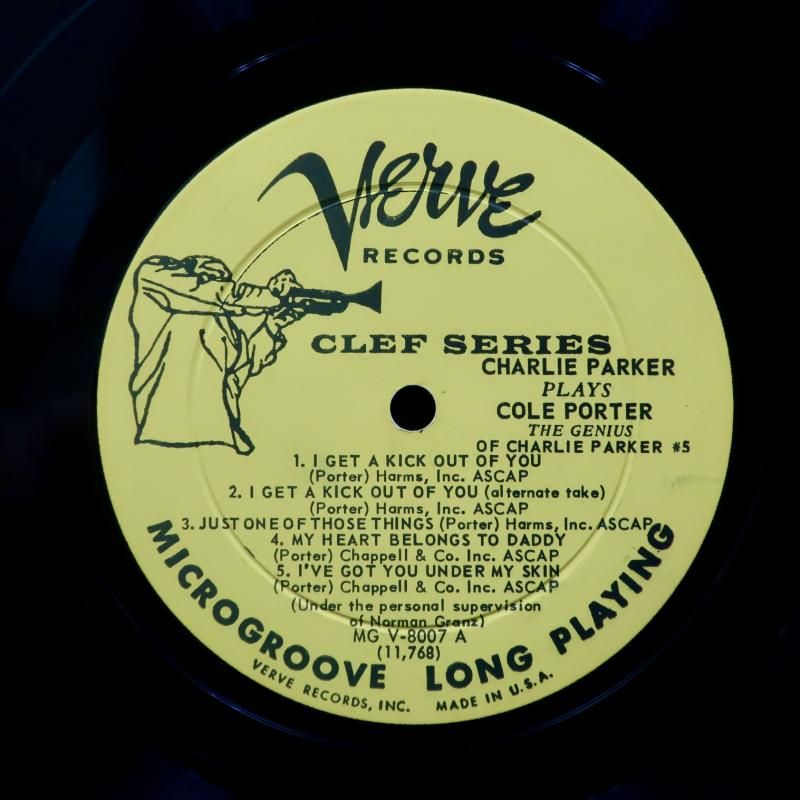 Verve
RECORDS
CLEF SERIES
CHARLIE PARKER
PLAYS
COLE PORTER
THE GENIUS
OF CHARLIE PARKER #5
1. I GET A KICK OUT OF YOU
(Porter) Harms, Inc. ASCAP
2. I GET A KICK OUT OF YOU (alternate take)
(Porter) Harms, Inc. ASCAP
3. JUST ONE OF THOSE THINGS (Porter) Harms, Inc. ASCAP
4. MY HEART BELONGS TO DADDY
(Porter) Chappell & Co. Inc. ASCAP
5. I'VE GOT YOU UNDER MY SKIN
(Porter) Chappell & Co. Inc. ASCAP
(Under the personal supervision
of Norman Granz)
MG V-8007 A
(11,768)
MICROGROOVE LONG PLAYING
VERVE RECORDS, INC. MADE IN U.S.A.